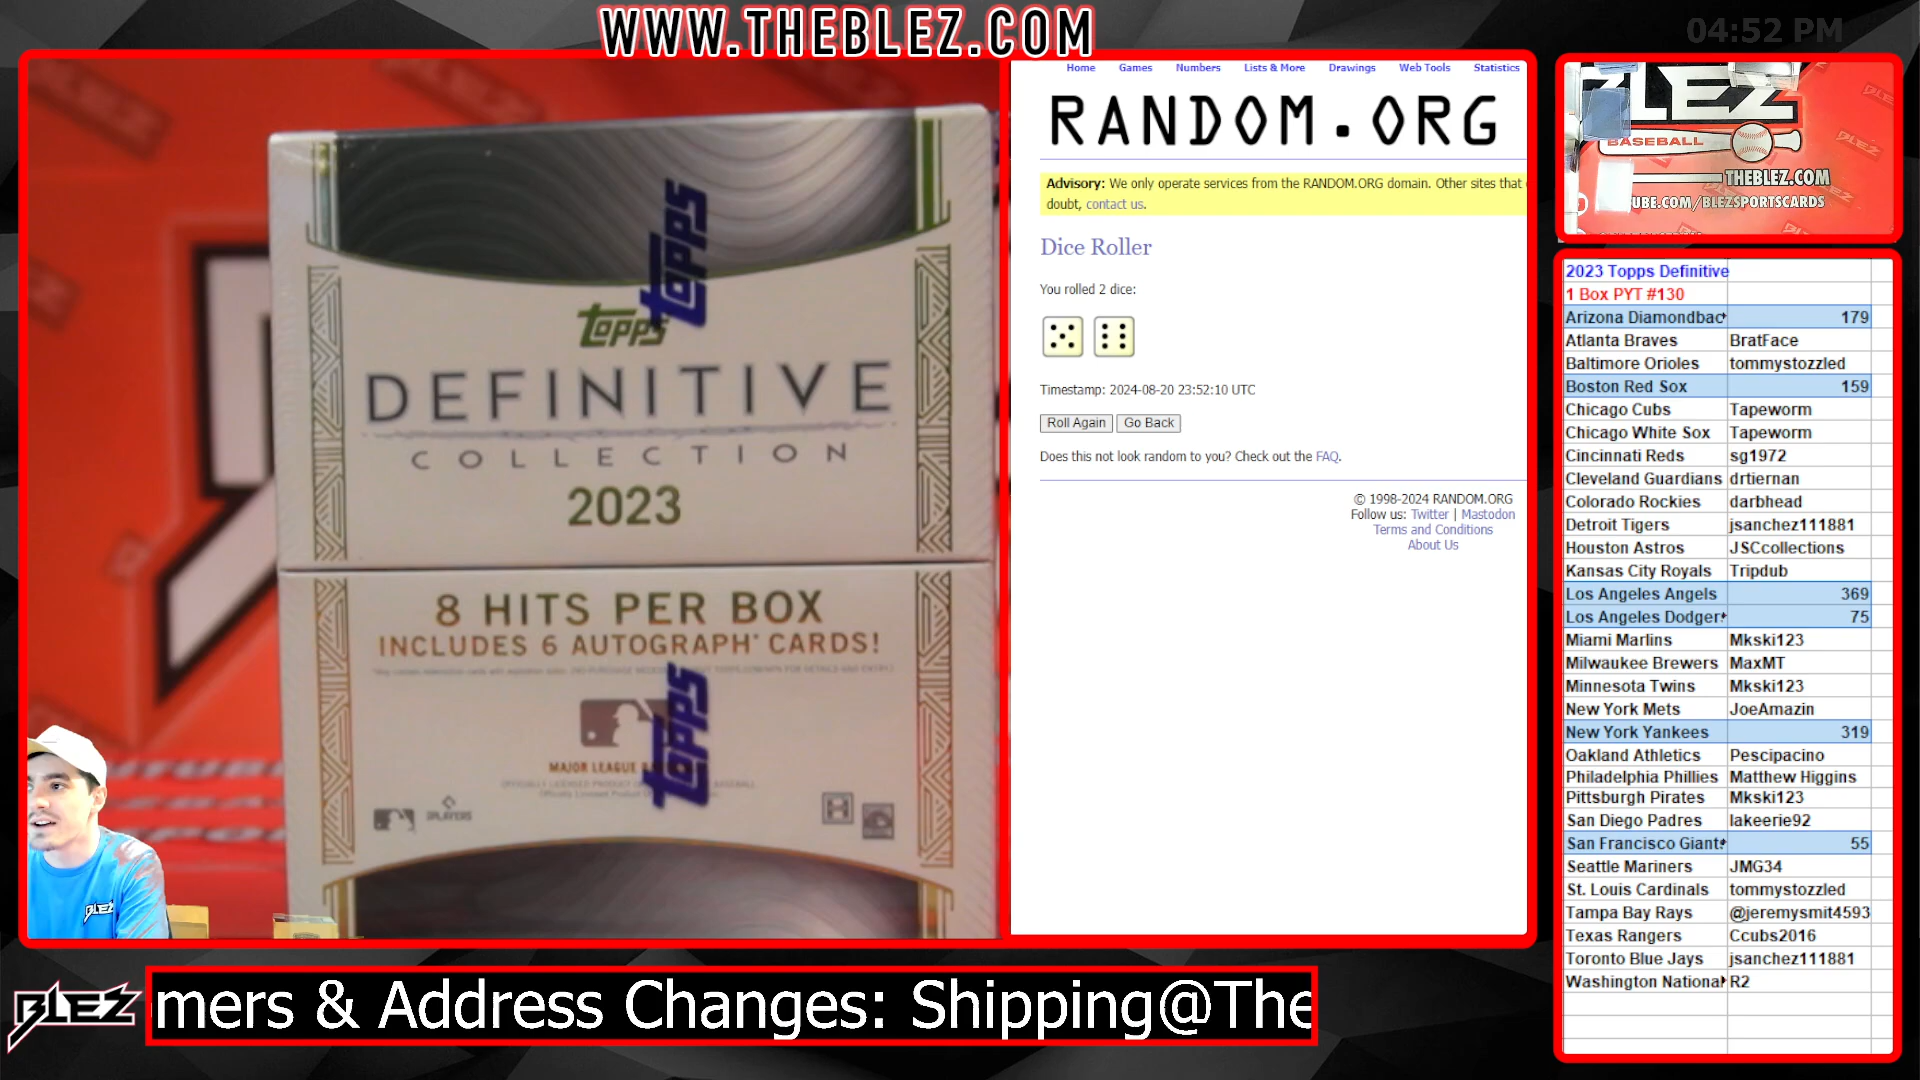 WWW.THEBLEZ.COM
04:52 PM
topps
topps
DEFINITIVE
COLLECTION
2023
8 HITS PER BOX
INCLUDES 6 AUTOGRAPH* CARDS!
topps
MAJOR LEAGUE
BLEZ
Home Games Numbers Lists & More Drawings Web Tools Statistics
RANDOM.ORG
Advisory: We only operate services from the RANDOM.ORG domain. Other sites that
doubt, contact us.
Dice Roller
You rolled 2 dice:
Timestamp: 2024-08-20 23:52:10 UTC
Roll Again Go Back
Does this not look random to you? Check out the FAQ.
© 1998-2024 RANDOM.ORG
Follow us: Twitter | Mastodon
Terms and Conditions
About Us
BLEZ
BASEBALL
THEBLEZ.COM
UBE.COM/BLEZSPORTSCARDS
2023 Topps Definitive
1 Box PYT #130
Arizona Diamondbac 179
Atlanta Braves BratFace
Baltimore Orioles tommystozzled
Boston Red Sox 159
Chicago Cubs Tapeworm
Chicago White Sox Tapeworm
Cincinnati Reds sg1972
Cleveland Guardians drtiernan
Colorado Rockies darbhead
Detroit Tigers jsanchez111881
Houston Astros JSCcollections
Kansas City Royals Tripdub
Los Angeles Angels 369
Los Angeles Dodger 75
Miami Marlins Mkski123
Milwaukee Brewers MaxMT
Minnesota Twins Mkski123
New York Mets JoeAmazin
New York Yankees 319
Oakland Athletics Pescipacino
Philadelphia Phillies Matthew Higgins
Pittsburgh Pirates Mkski123
San Diego Padres lakeerie92
San Francisco Giant 55
Seattle Mariners JMG34
St. Louis Cardinals tommystozzled
Tampa Bay Rays @jeremysmit4593
Texas Rangers Ccubs2016
Toronto Blue Jays jsanchez111881
Washington National R2
BLEZ
mers & Address Changes: Shipping@The